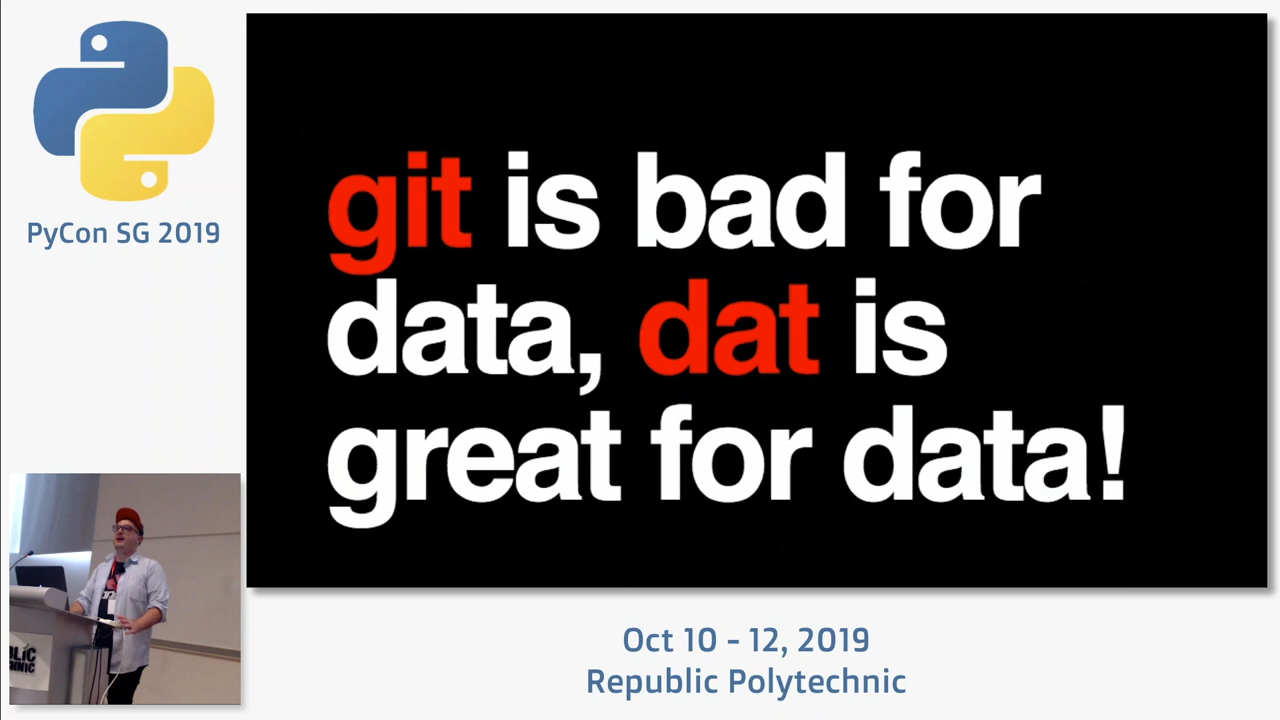 PyCon SG 2019
git is bad for
data, dat is
great for data!
Oct 10 - 12, 2019
Republic Polytechnic